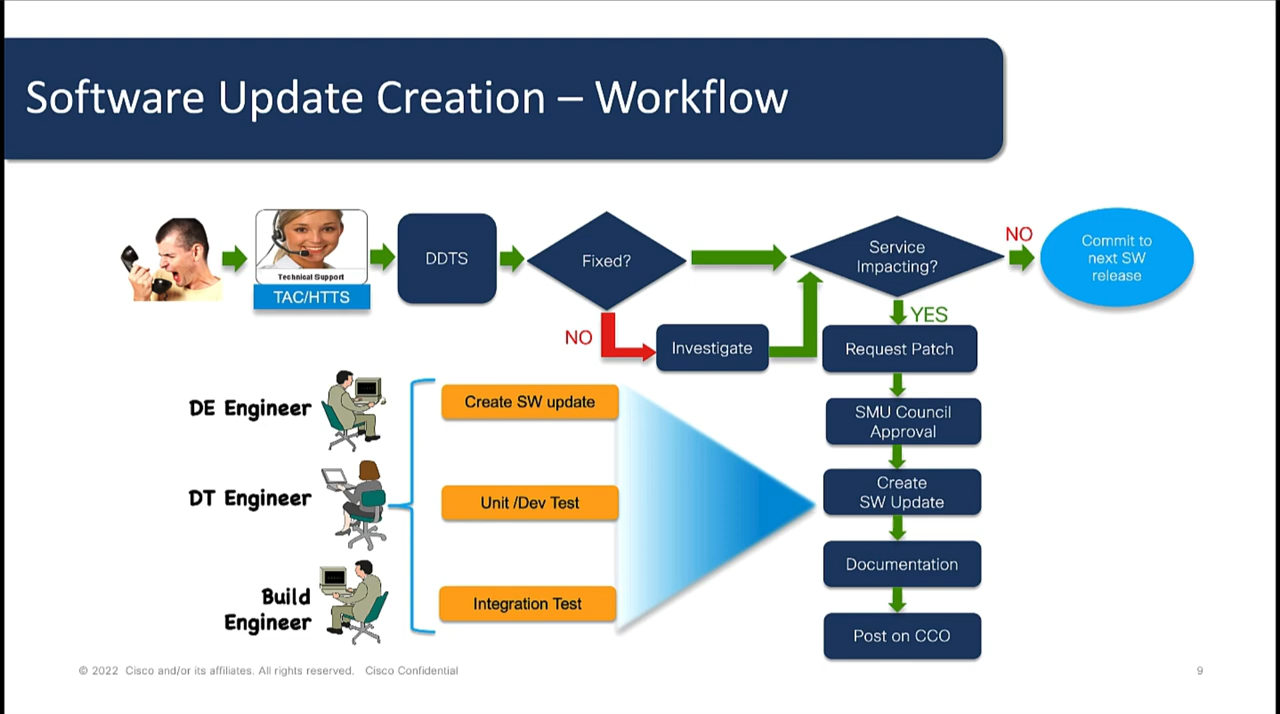 Software Update Creation – Workflow
Technical Support
TAC/HTTS
DDTS
Fixed?
NO
Investigate
Service
Impacting?
NO
Commit to
next SW
release
YES
Request Patch
SMU Council
Approval
Create
SW Update
Documentation
Post on CCO
DE Engineer
DT Engineer
Build
Engineer
Create SW update
Unit /Dev Test
Integration Test
© 2022 Cisco and/or its affiliates. All rights reserved. Cisco Confidential
9